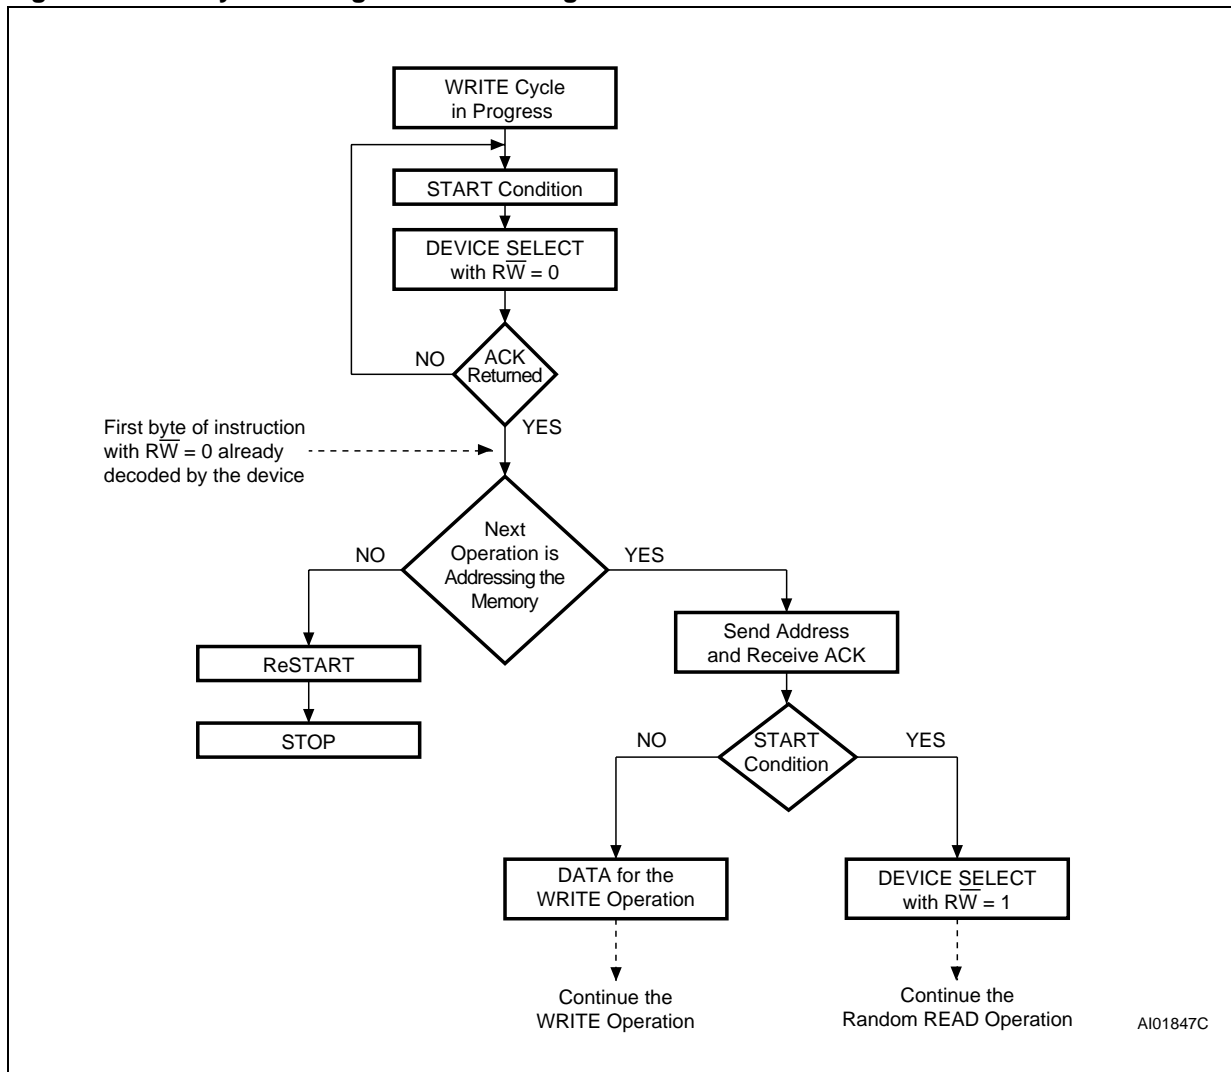 WRITE Cycle
in Progress
START Condition
DEVICE SELECT
with RW̅ = 0
NO
ACK
Returned
YES
First byte of instruction
with RW̅ = 0 already
decoded by the device
NO
Next
Operation is
Addressing the
Memory
YES
Send Address
and Receive ACK
ReSTART
STOP
NO
START
Condition
YES
DATA for the
WRITE Operation
DEVICE SELECT
with RW̅ = 1
Continue the
WRITE Operation
Continue the
Random READ Operation
AI01847C